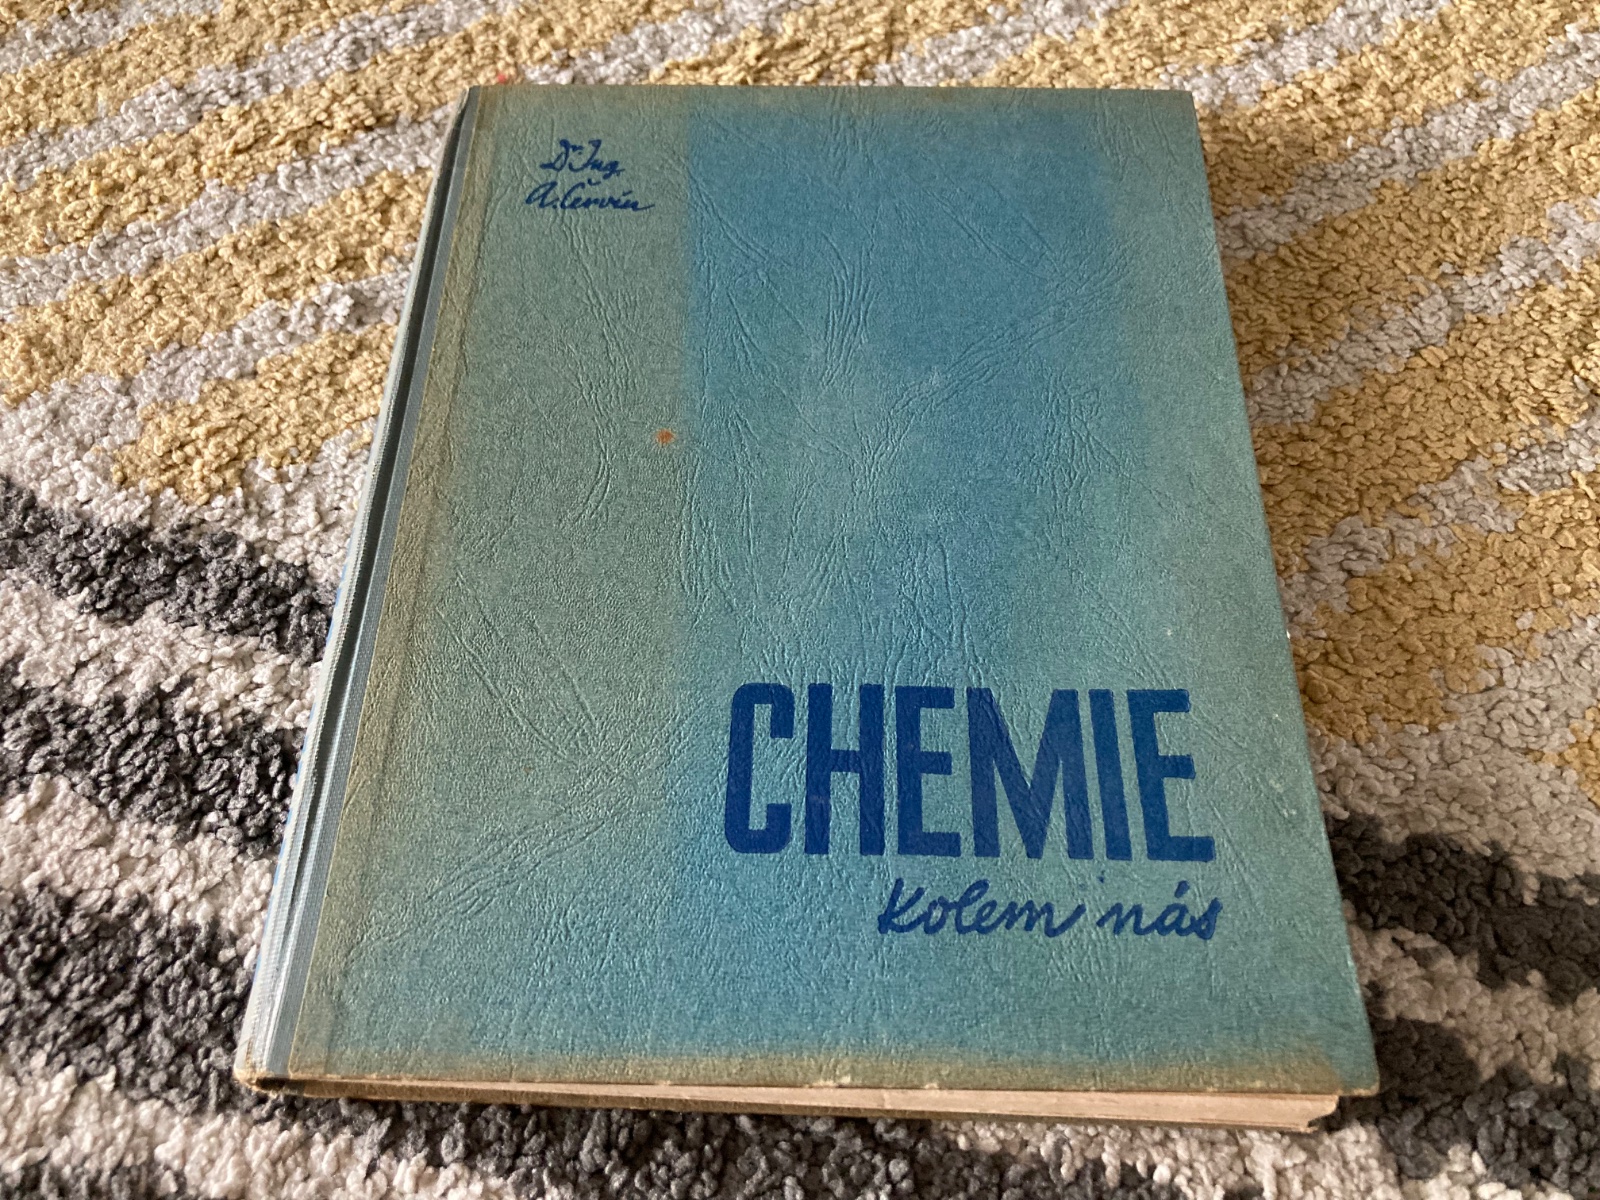 Dr Ing.
A. Červín
CHEMIE
Kolem nás